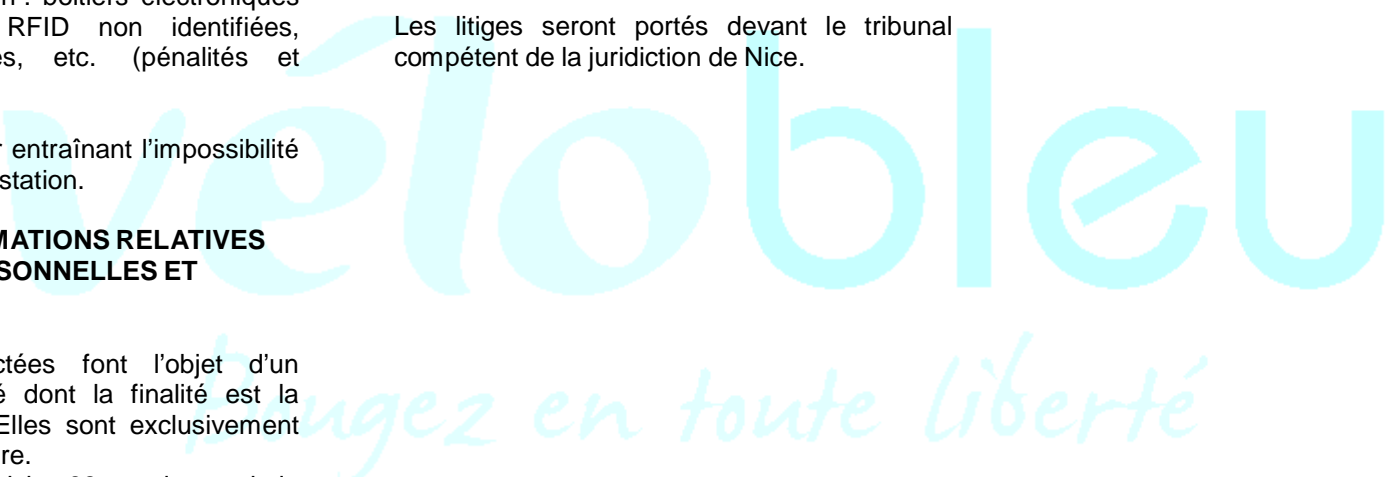 boîtiers électroniques
RFID non identifiées,
etc. (pénalités et
entraînant l'impossibilité
station.
MATIONS RELATIVES
SONNELLES ET
ctées font l'objet d'un
é dont la finalité est la
Elles sont exclusivement
re.
Les litiges seront portés devant le tribunal
compétent de la juridiction de Nice.
vélobleu
Bougez en toute liberté